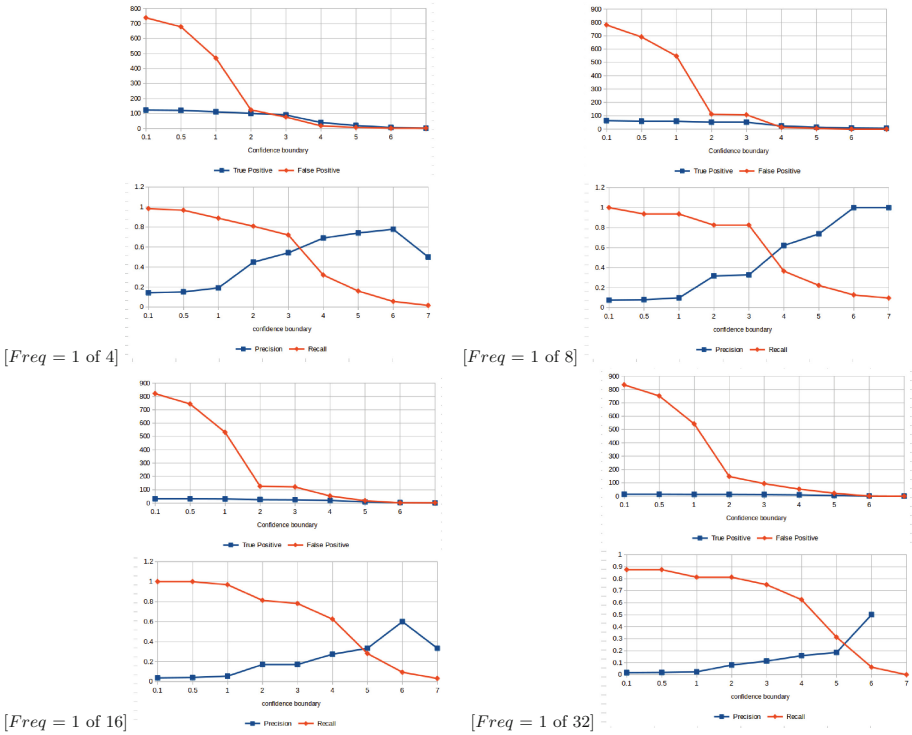 800
700
600
500
400
300
200
100
0
0.1 0.5 1 2 3 4 5 6
Confidence boundary
True Positive False Positive
1.2
1
0.8
0.6
0.4
0.2
0
0.1 0.5 1 2 3 4 5 6 7
confidence boundary
Precision Recall
[Freq = 1 of 4]
900
800
700
600
500
400
300
200
100
0
0.1 0.5 1 2 3 4 5 6
Confidence boundary
True Positive False Positive
1.2
1
0.8
0.6
0.4
0.2
0
0.1 0.5 1 2 3 4 5 6 7
confidence boundary
Precision Recall
[Freq = 1 of 8]
900
800
700
600
500
400
300
200
100
0
0.1 0.5 1 2 3 4 5 6
Confidence boundary
True Positive False Positive
1.2
1
0.8
0.6
0.4
0.2
0
0.1 0.5 1 2 3 4 5 6 7
confidence boundary
Precision Recall
[Freq = 1 of 16]
900
800
700
600
500
400
300
200
100
0
0.1 0.5 1 2 3 4 5 6
Confidence boundary
True Positive False Positive
1
0.9
0.8
0.7
0.6
0.5
0.4
0.3
0.2
0.1
0
0.1 0.5 1 2 3 4 5 6 7
confidence boundary
Precision Recall
[Freq = 1 of 32]